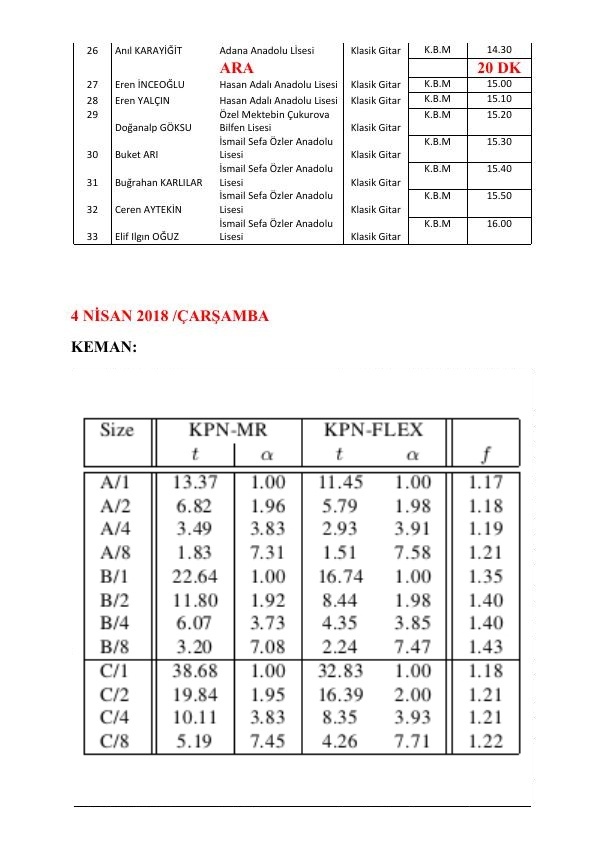 26 Anıl KARAYİĞİT Adana Anadolu Lİsesi Klasik Gitar K.B.M 14.30
ARA 20 DK
27 Eren İNCEOĞLU Hasan Adalı Anadolu Lisesi Klasik Gitar K.B.M 15.00
28 Eren YALÇIN Hasan Adalı Anadolu Lisesi Klasik Gitar K.B.M 15.10
29 Özel Mektebin Çukurova K.B.M 15.20
Doğanalp GÖKSU Bilfen Lisesi Klasik Gitar
İsmail Sefa Özler Anadolu K.B.M 15.30
30 Buket ARI Lisesi Klasik Gitar
İsmail Sefa Özler Anadolu K.B.M 15.40
31 Buğrahan KARLILAR Lisesi Klasik Gitar
İsmail Sefa Özler Anadolu K.B.M 15.50
32 Ceren AYTEKİN Lisesi Klasik Gitar
İsmail Sefa Özler Anadolu K.B.M 16.00
33 Elif Ilgın OĞUZ Lisesi Klasik Gitar
4 NİSAN 2018 /ÇARŞAMBA
KEMAN:
Size KPN-MR KPN-FLEX
t α t α f
A/1 13.37 1.00 11.45 1.00 1.17
A/2 6.82 1.96 5.79 1.98 1.18
A/4 3.49 3.83 2.93 3.91 1.19
A/8 1.83 7.31 1.51 7.58 1.21
B/1 22.64 1.00 16.74 1.00 1.35
B/2 11.80 1.92 8.44 1.98 1.40
B/4 6.07 3.73 4.35 3.85 1.40
B/8 3.20 7.08 2.24 7.47 1.43
C/1 38.68 1.00 32.83 1.00 1.18
C/2 19.84 1.95 16.39 2.00 1.21
C/4 10.11 3.83 8.35 3.93 1.21
C/8 5.19 7.45 4.26 7.71 1.22